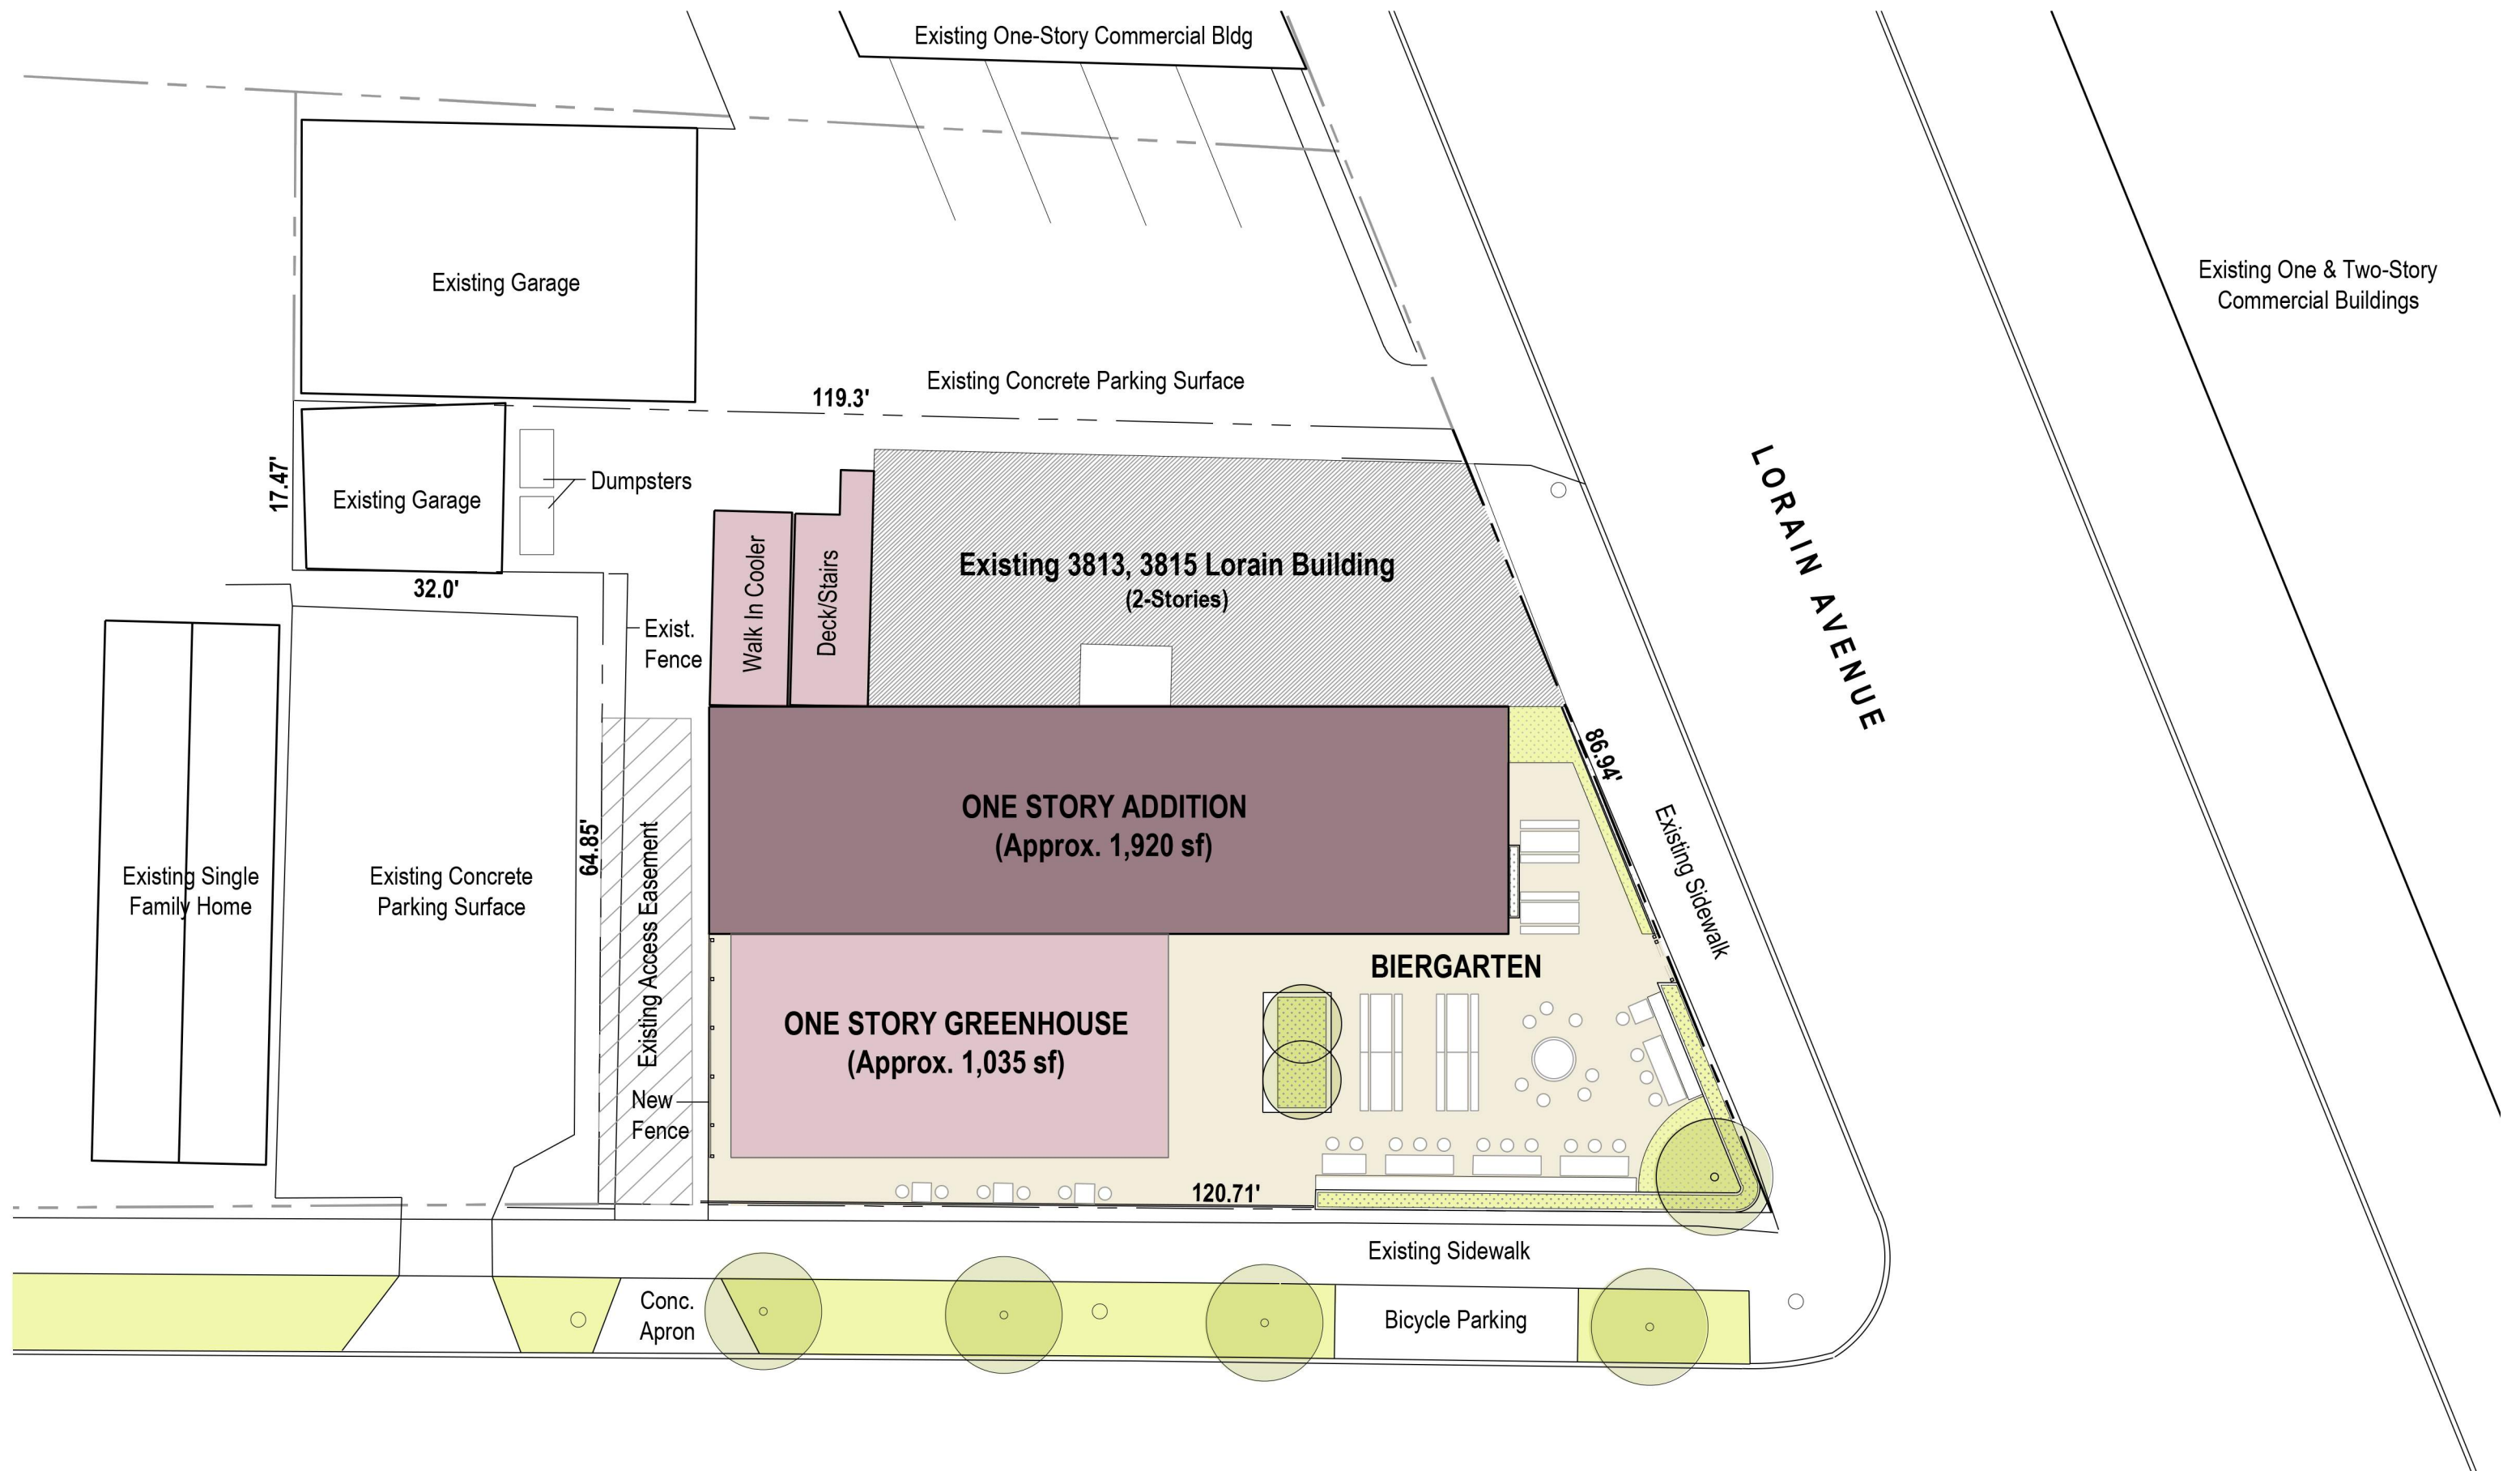 Existing One-Story Commercial Bldg
Existing One & Two-Story
Commercial Buildings
Existing Garage
119.3'
Existing Concrete Parking Surface
17.47'
Existing Garage
Dumpsters
32.0'
Exist.
Fence
Walk In Cooler
Deck/Stairs
Existing 3813, 3815 Lorain Building
(2-Stories)
LORAIN AVENUE
86.94'
Existing Sidewalk
ONE STORY ADDITION
(Approx. 1,920 sf)
64.85'
Existing Access Easement
Existing Single
Family Home
Existing Concrete
Parking Surface
BIERGARTEN
ONE STORY GREENHOUSE
(Approx. 1,035 sf)
New
Fence
120.71'
Existing Sidewalk
Conc.
Apron
Bicycle Parking